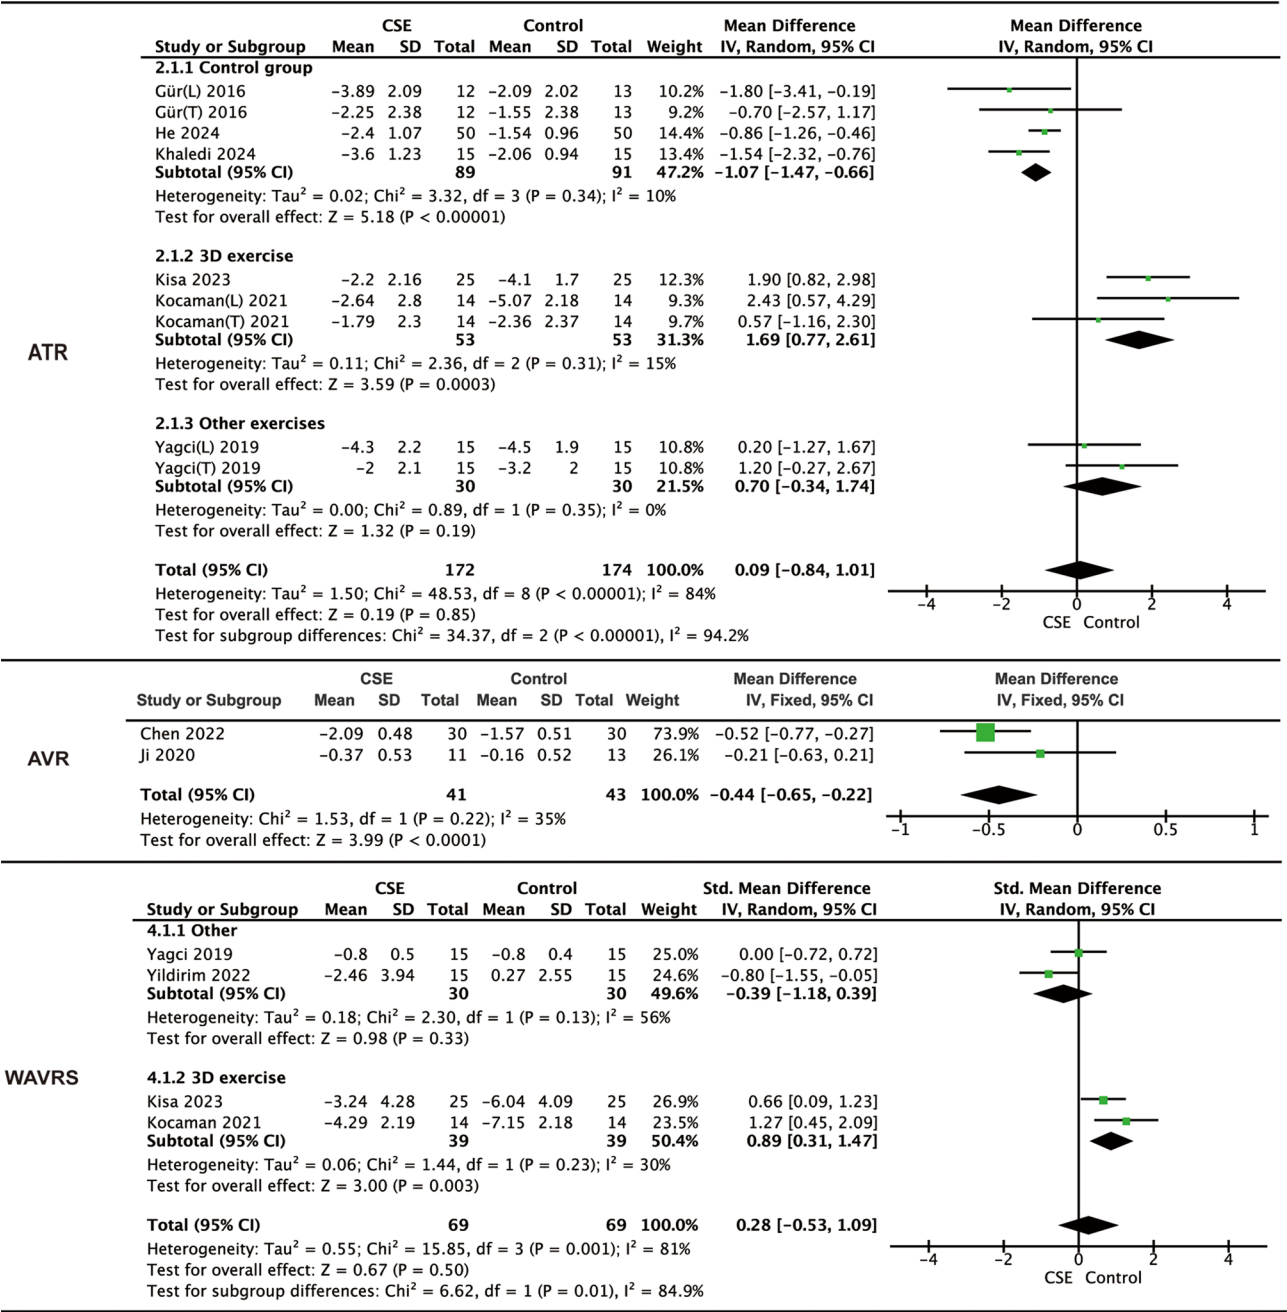 CSE Control Mean Difference Mean Difference
Study or Subgroup Mean SD Total Mean SD Total Weight IV, Random, 95% CI IV, Random, 95% CI
2.1.1 Control group
Gür(L) 2016 −3.89 2.09 12 −2.09 2.02 13 10.2% −1.80 [−3.41, −0.19]
Gür(T) 2016 −2.25 2.38 12 −1.55 2.38 13 9.2% −0.70 [−2.57, 1.17]
He 2024 −2.4 1.07 50 −1.54 0.96 50 14.4% −0.86 [−1.26, −0.46]
Khaledi 2024 −3.6 1.23 15 −2.06 0.94 15 13.4% −1.54 [−2.32, −0.76]
Subtotal (95% CI) 89 91 47.2% −1.07 [−1.47, −0.66]
Heterogeneity: Tau² = 0.02; Chi² = 3.32, df = 3 (P = 0.34); I² = 10%
Test for overall effect: Z = 5.18 (P < 0.00001)
2.1.2 3D exercise
Kisa 2023 −2.2 2.16 25 −4.1 1.7 25 12.3% 1.90 [0.82, 2.98]
Kocaman(L) 2021 −2.64 2.8 14 −5.07 2.18 14 9.3% 2.43 [0.57, 4.29]
Kocaman(T) 2021 −1.79 2.3 14 −2.36 2.37 14 9.7% 0.57 [−1.16, 2.30]
Subtotal (95% CI) 53 53 31.3% 1.69 [0.77, 2.61]
ATR
Heterogeneity: Tau² = 0.11; Chi² = 2.36, df = 2 (P = 0.31); I² = 15%
Test for overall effect: Z = 3.59 (P = 0.0003)
2.1.3 Other exercises
Yagci(L) 2019 −4.3 2.2 15 −4.5 1.9 15 10.8% 0.20 [−1.27, 1.67]
Yagci(T) 2019 −2 2.1 15 −3.2 2 15 10.8% 1.20 [−0.27, 2.67]
Subtotal (95% CI) 30 30 21.5% 0.70 [−0.34, 1.74]
Heterogeneity: Tau² = 0.00; Chi² = 0.89, df = 1 (P = 0.35); I² = 0%
Test for overall effect: Z = 1.32 (P = 0.19)
Total (95% CI) 172 174 100.0% 0.09 [−0.84, 1.01]
Heterogeneity: Tau² = 1.50; Chi² = 48.53, df = 8 (P < 0.00001); I² = 84%
−4 −2 0 2 4
Test for overall effect: Z = 0.19 (P = 0.85)
CSE Control
Test for subgroup differences: Chi² = 34.37, df = 2 (P < 0.00001), I² = 94.2%
CSE Control Mean Difference Mean Difference
Study or Subgroup Mean SD Total Mean SD Total Weight IV, Fixed, 95% CI IV, Fixed, 95% CI
Chen 2022 −2.09 0.48 30 −1.57 0.51 30 73.9% −0.52 [−0.77, −0.27]
Ji 2020 −0.37 0.53 11 −0.16 0.52 13 26.1% −0.21 [−0.63, 0.21]
AVR
Total (95% CI) 41 43 100.0% −0.44 [−0.65, −0.22]
Heterogeneity: Chi² = 1.53, df = 1 (P = 0.22); I² = 35%
−1 −0.5 0 0.5 1
Test for overall effect: Z = 3.99 (P < 0.0001)
CSE Control Std. Mean Difference Std. Mean Difference
Study or Subgroup Mean SD Total Mean SD Total Weight IV, Random, 95% CI IV, Random, 95% CI
4.1.1 Other
Yagci 2019 −0.8 0.5 15 −0.8 0.4 15 25.0% 0.00 [−0.72, 0.72]
Yildirim 2022 −2.46 3.94 15 0.27 2.55 15 24.6% −0.80 [−1.55, −0.05]
Subtotal (95% CI) 30 30 49.6% −0.39 [−1.18, 0.39]
Heterogeneity: Tau² = 0.18; Chi² = 2.30, df = 1 (P = 0.13); I² = 56%
Test for overall effect: Z = 0.98 (P = 0.33)
WAVRS
4.1.2 3D exercise
Kisa 2023 −3.24 4.28 25 −6.04 4.09 25 26.9% 0.66 [0.09, 1.23]
Kocaman 2021 −4.29 2.19 14 −7.15 2.18 14 23.5% 1.27 [0.45, 2.09]
Subtotal (95% CI) 39 39 50.4% 0.89 [0.31, 1.47]
Heterogeneity: Tau² = 0.06; Chi² = 1.44, df = 1 (P = 0.23); I² = 30%
Test for overall effect: Z = 3.00 (P = 0.003)
Total (95% CI) 69 69 100.0% 0.28 [−0.53, 1.09]
Heterogeneity: Tau² = 0.55; Chi² = 15.85, df = 3 (P = 0.001); I² = 81%
−4 −2 0 2 4
Test for overall effect: Z = 0.67 (P = 0.50)
CSE Control
Test for subgroup differences: Chi² = 6.62, df = 1 (P = 0.01), I² = 84.9%